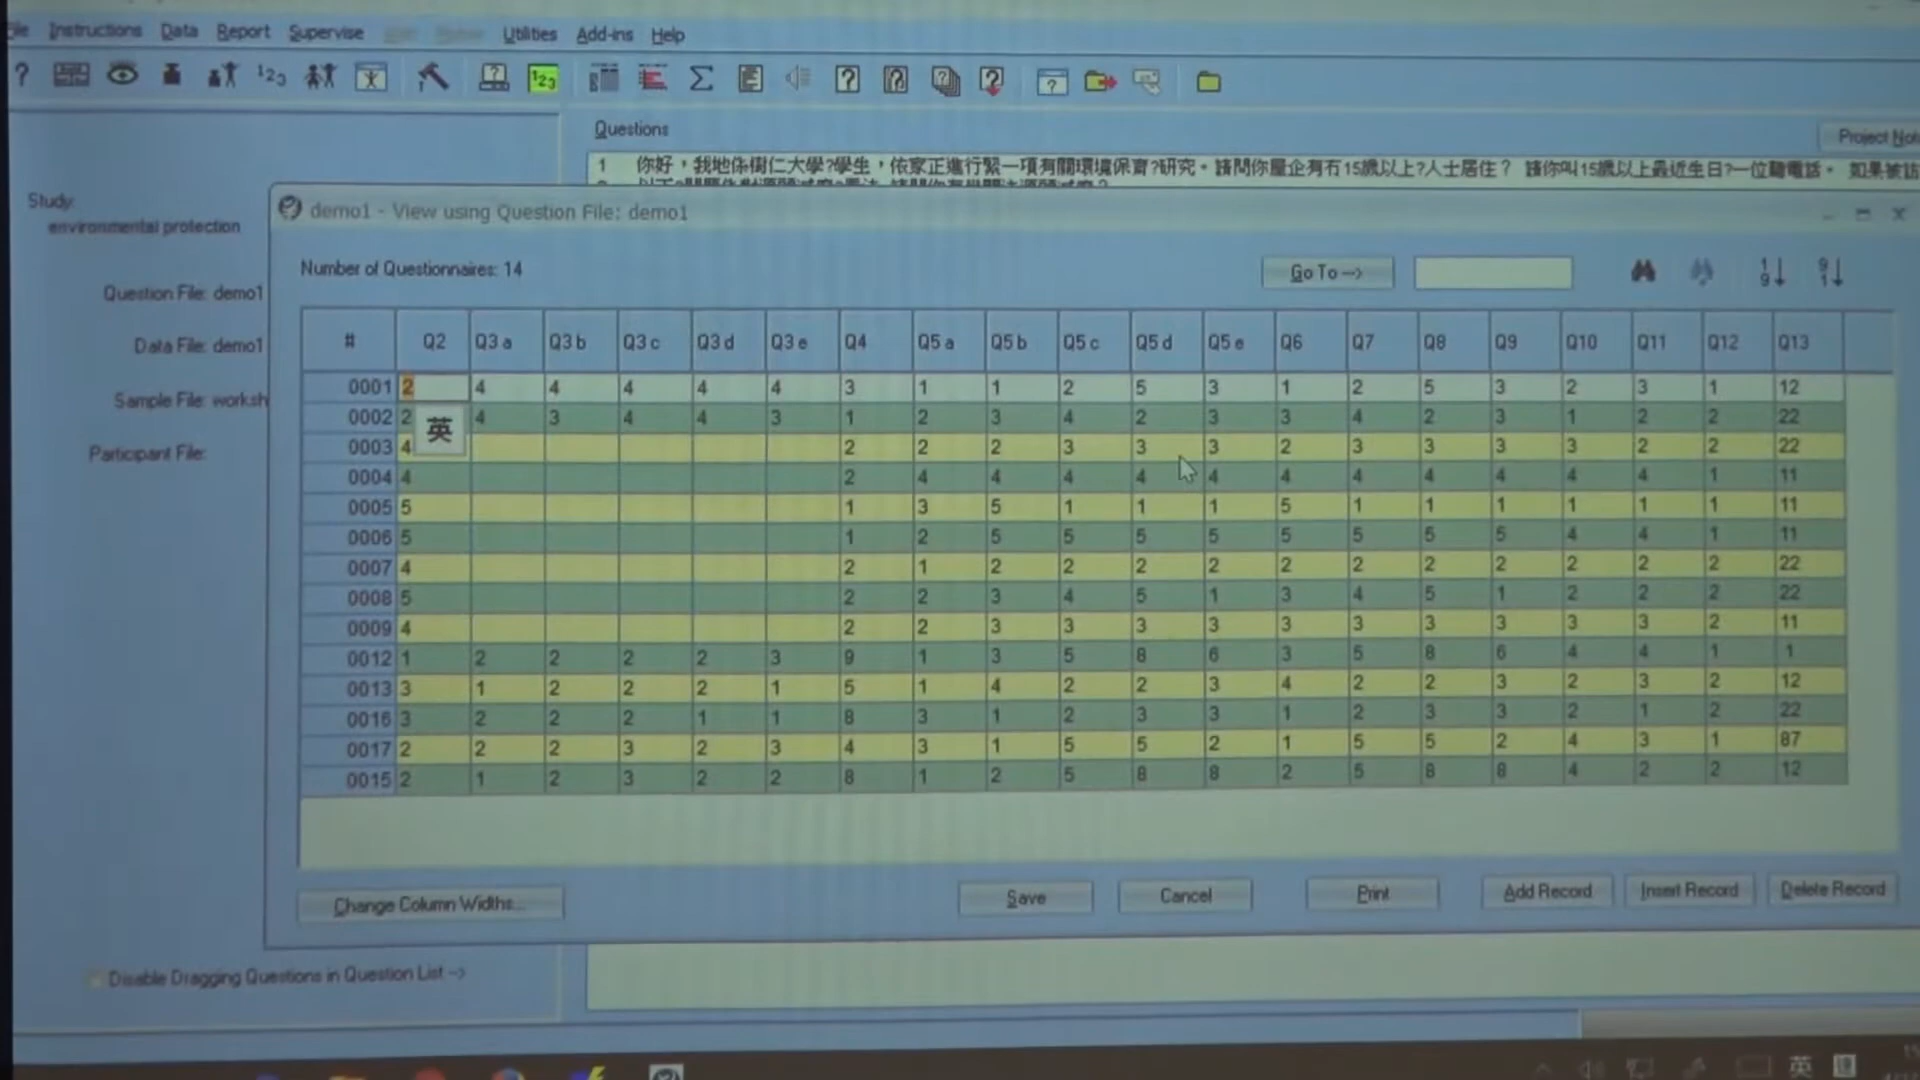 File Instructions Data Report Supervise Utilities Add-ins Help
Questions
Project Not
1 你好，我地係樹仁大學?學生，依家正進行緊一項有關環境保育?研究。請問你屋企有冇15歲以上?人士居住？ 請你叫15歲以上最近生日?一位聽電話。 如果被訪
Study:
environmental protection
Question File: demo1
Data File: demo1
Sample File: worksh
Participant File:
demo1 - View using Question File: demo1
Number of Questionnaires: 14
Go To -->
# Q2 Q3 a Q3 b Q3 c Q3 d Q3 e Q4 Q5 a Q5 b Q5 c Q5 d Q5 e Q6 Q7 Q8 Q9 Q10 Q11 Q12 Q13
0001 2 4 4 4 4 4 3 1 1 2 5 3 1 2 5 3 2 3 1 12
0002 2 4 3 4 4 3 1 2 3 4 2 3 3 4 2 3 1 2 2 22
英
0003 4 2 2 2 3 3 3 2 3 3 3 3 2 2 22
0004 4 2 4 4 4 4 4 4 4 4 4 4 4 1 11
0005 5 1 3 5 1 1 1 5 1 1 1 1 1 1 11
0006 5 1 2 5 5 5 5 5 5 5 5 4 4 1 11
0007 4 2 1 2 2 2 2 2 2 2 2 2 2 2 22
0008 5 2 2 3 4 5 1 3 4 5 1 2 2 2 22
0009 4 2 2 3 3 3 3 3 3 3 3 3 3 2 11
0012 1 2 2 2 2 3 9 1 3 5 8 6 3 5 8 6 4 4 1 1
0013 3 1 2 2 2 1 5 1 4 2 2 3 4 2 2 3 2 3 2 12
0016 3 2 2 2 1 1 8 3 1 2 3 3 1 2 3 3 2 1 2 22
0017 2 2 2 3 2 3 4 3 1 5 5 2 1 5 5 2 4 3 1 87
0015 2 1 2 3 2 2 8 1 2 5 8 8 2 5 8 8 4 2 2 12
Change Column Widths...
Save
Cancel
Print
Add Record
Insert Record
Delete Record
Disable Dragging Questions in Question List -->
英